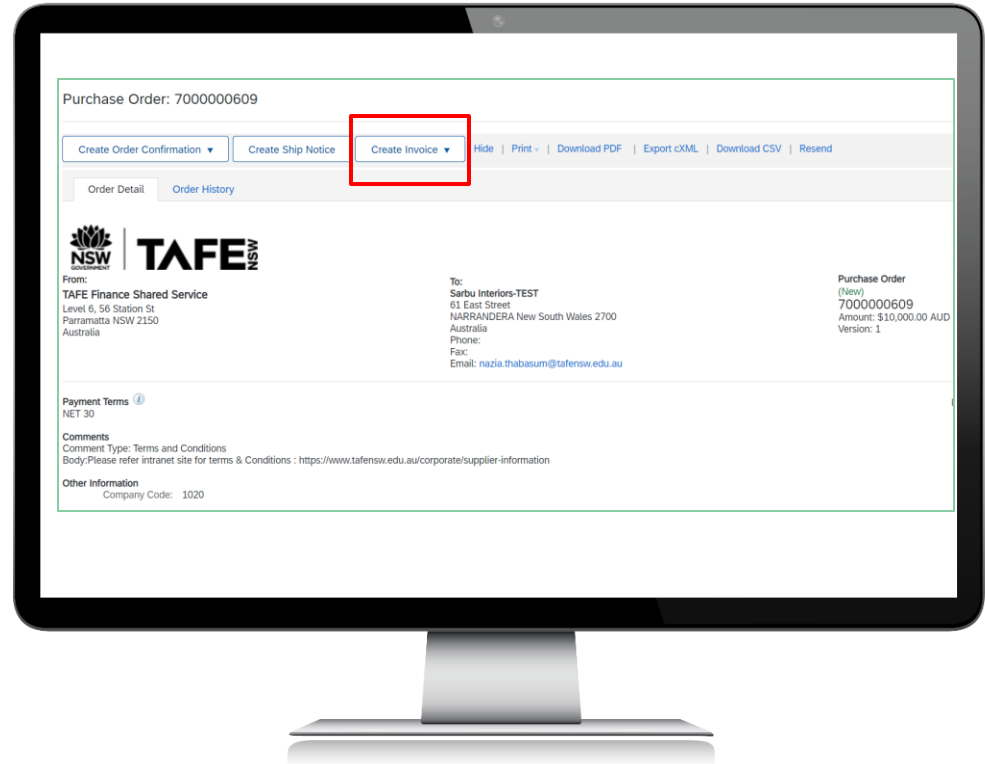 Purchase Order: 7000000609
Create Order Confirmation ▼ Create Ship Notice Create Invoice ▼ Hide | Print | Download PDF | Export cXML | Download CSV | Resend
Order Detail Order History
NSW
GOVERNMENT
TAFE NSW
From:
TAFE Finance Shared Service
Level 6, 56 Station St
Parramatta NSW 2150
Australia
To:
Sarbu Interiors-TEST
61 East Street
NARRANDERA New South Wales 2700
Australia
Phone:
Fax:
Email: nazia.thabasum@tafensw.edu.au
Purchase Order
(New)
7000000609
Amount: $10,000.00 AUD
Version: 1
Payment Terms i
NET 30
Comments
Comment Type: Terms and Conditions
Body:Please refer intranet site for terms & Conditions : https://www.tafensw.edu.au/corporate/supplier-information
Other Information
Company Code: 1020